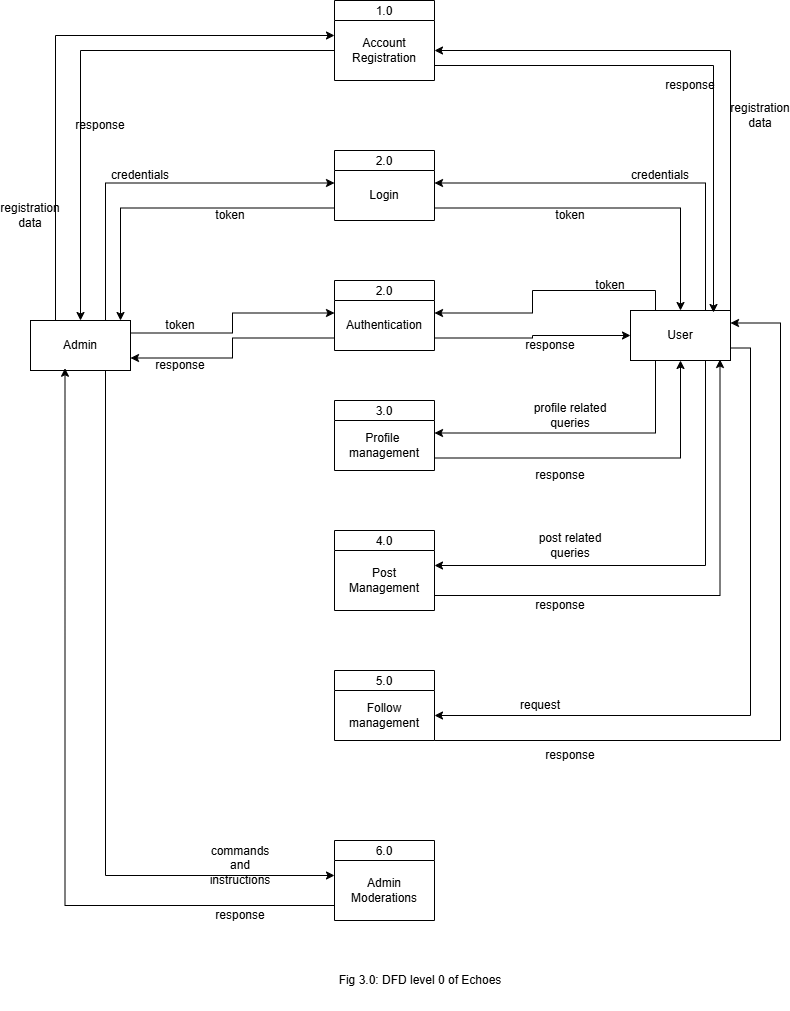 1.0
Account
Registration
response
registration
data
response
2.0
credentials
credentials
Login
registration
data
token
token
2.0
token
token
Authentication
Admin
User
response
response
3.0
profile related
queries
Profile
management
response
4.0
post related
queries
Post
Management
response
5.0
request
Follow
management
response
6.0
commands
and
instructions
Admin
Moderations
response
Fig 3.0: DFD level 0 of Echoes